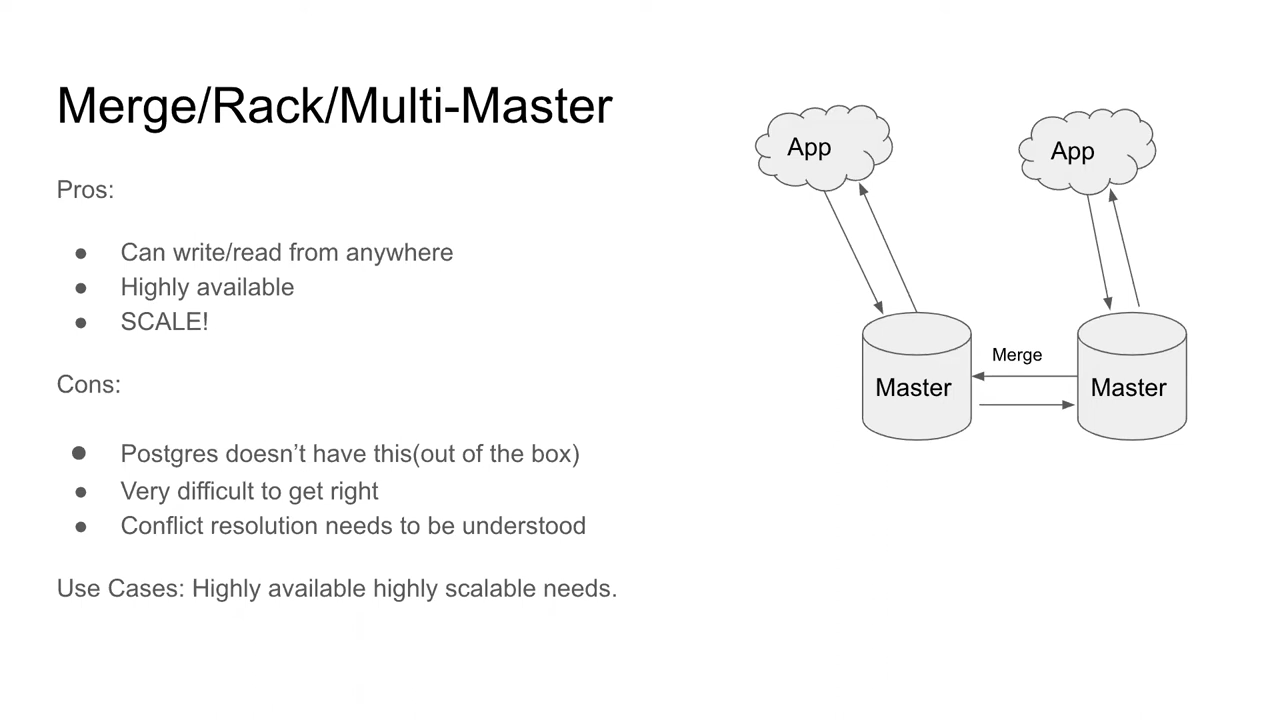 Merge/Rack/Multi-Master
Pros:
● Can write/read from anywhere
● Highly available
● SCALE!
Cons:
● Postgres doesn’t have this(out of the box)
● Very difficult to get right
● Conflict resolution needs to be understood
Use Cases: Highly available highly scalable needs.
App
App
Merge
Master
Master